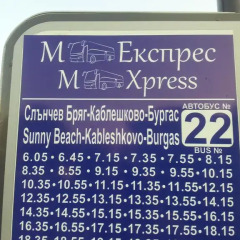 М Експрес
M Xpress
Слънчев Бряг-Каблешково-Бургас
АВТОБУС №
22
Sunny Beach-Kableshkovo-Burgas
BUS №
6.05 • 6.45 • 7.15 • 7.35 • 7.55 • 8.15
8.35 • 8.55 • 9.15 • 9.35 • 9.55 • 10.15
10.35 • 10.55 • 11.15 • 11.35 • 11.55 • 12.15
12.35 • 12.55 • 13.15 • 13.35 • 13.55 • 14.15
14.35 • 14.55 • 15.15 • 15.35 • 15.55 • 16.15
16.35 • 16.55 • 17.15 • 17.35 • 17.55 • 18.15